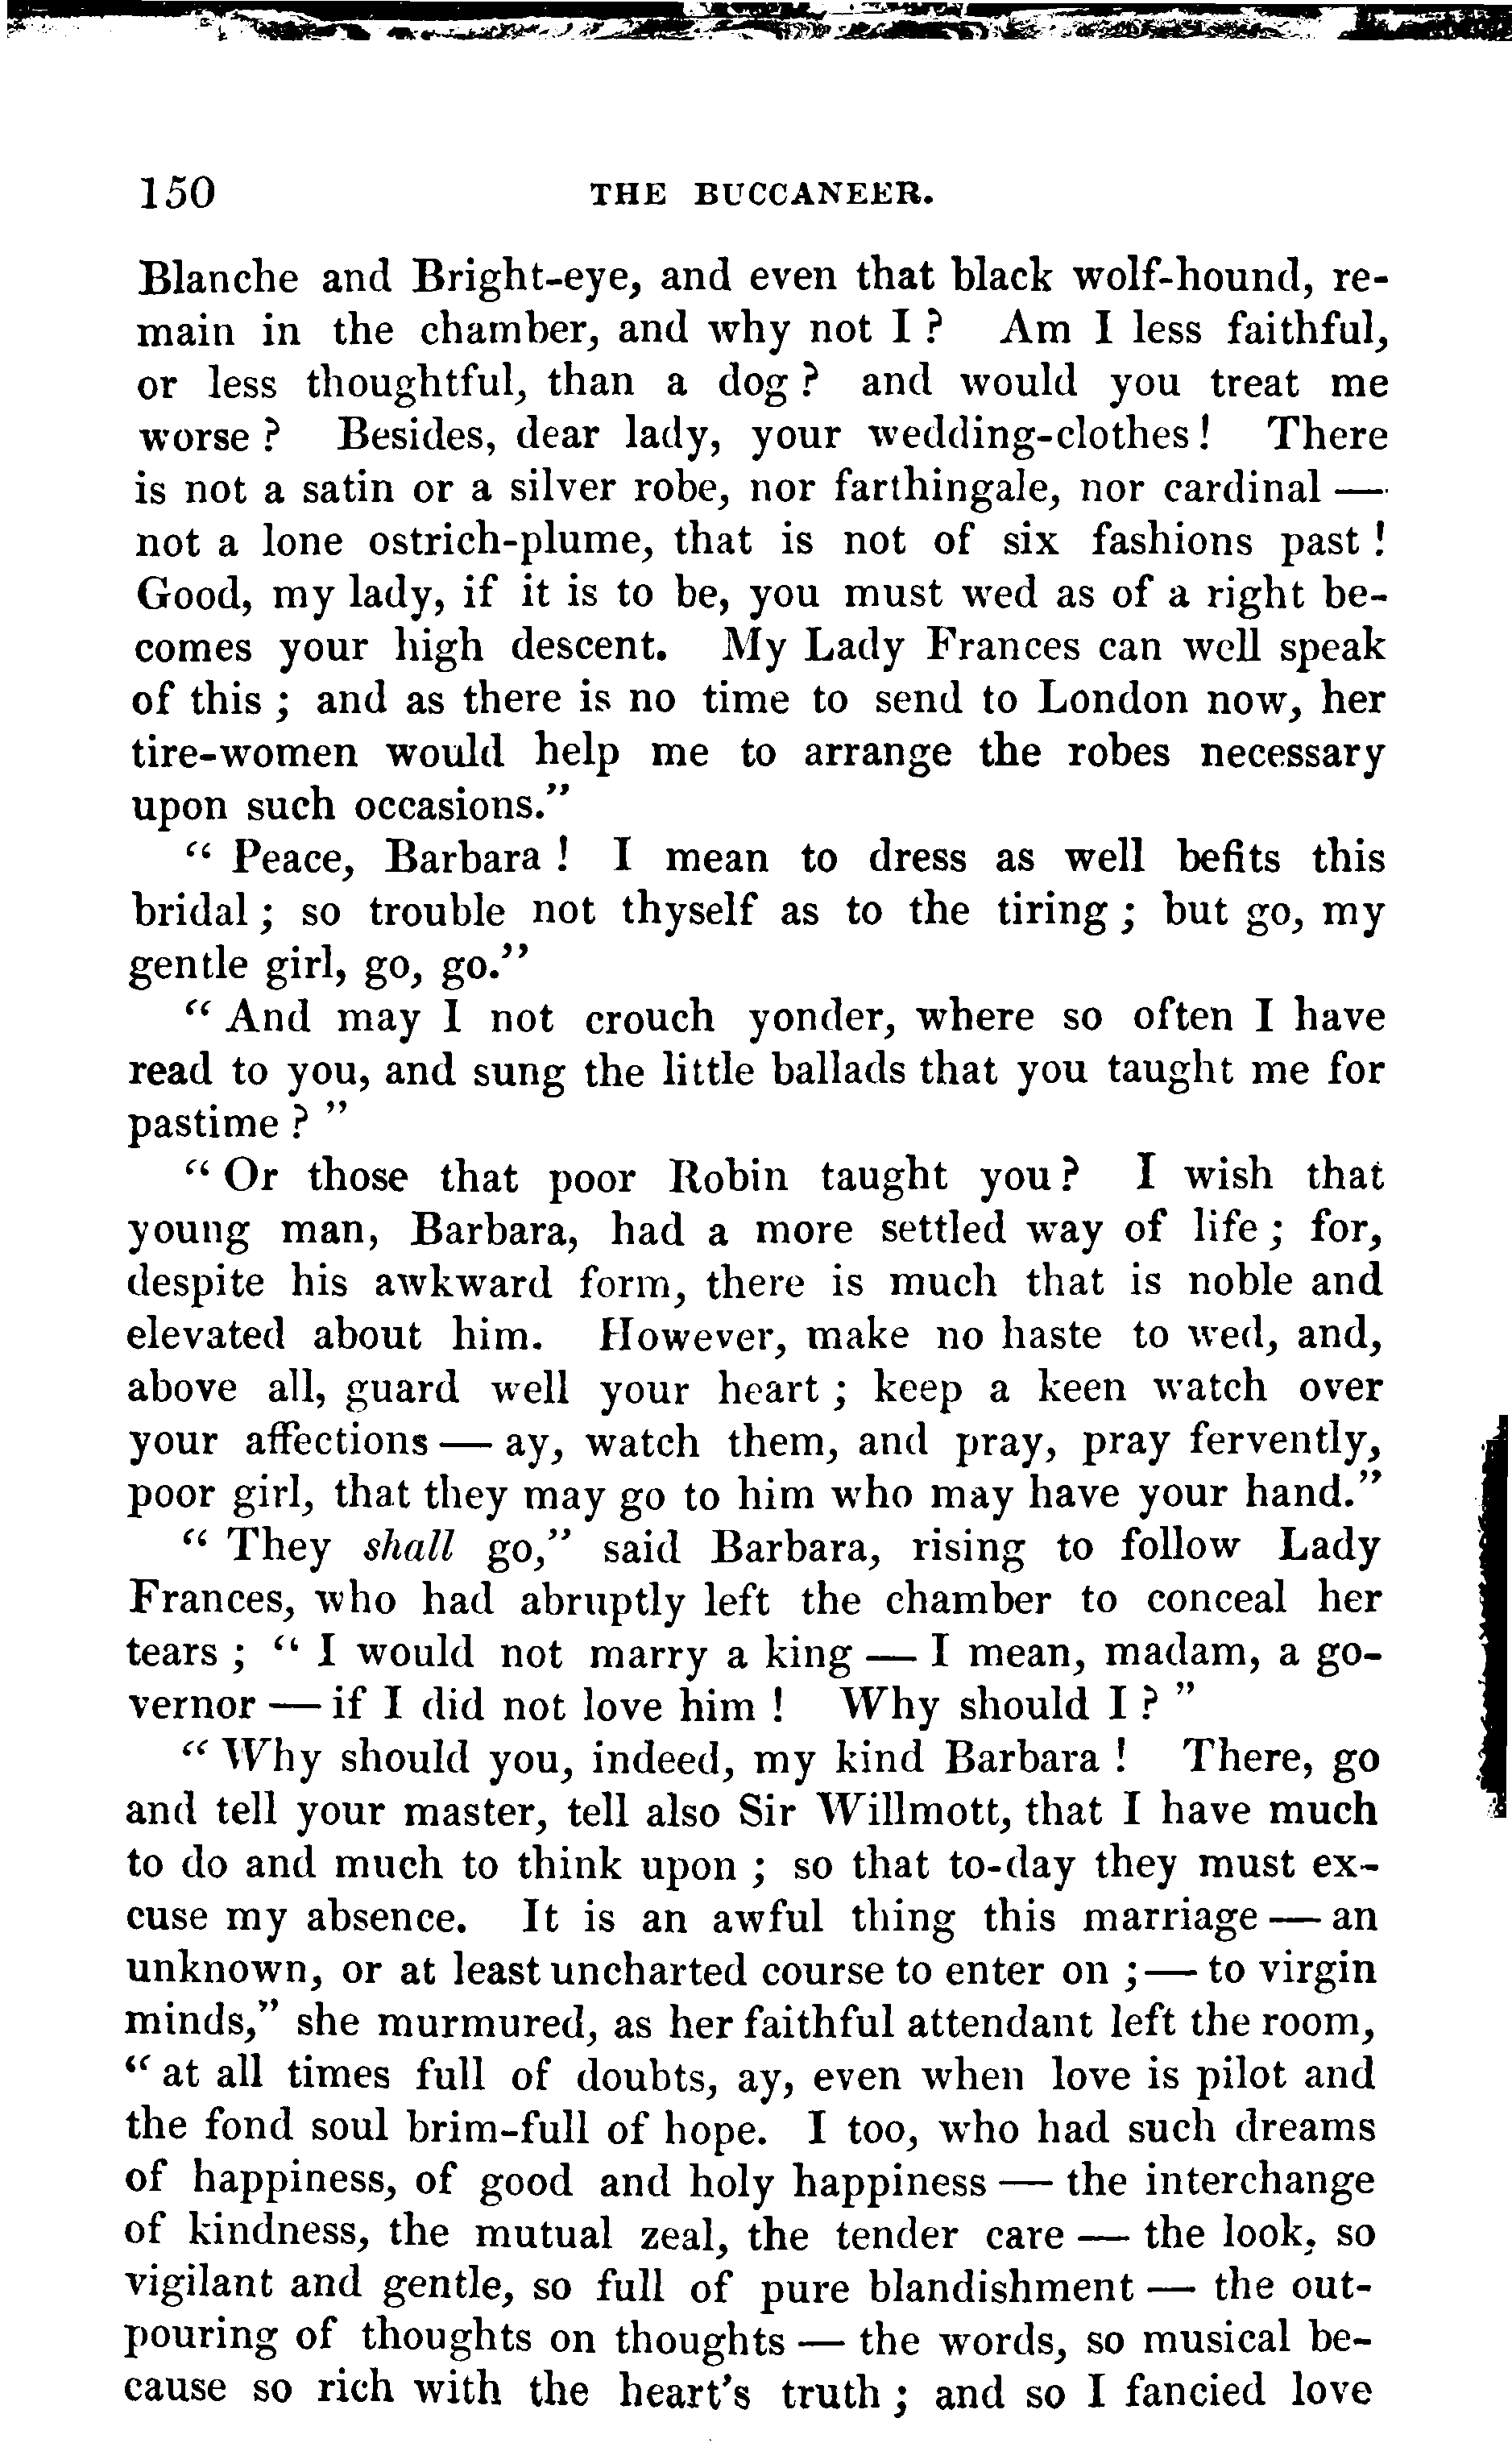 150 THE BUCCANEER.
Blanche and Bright-eye, and even that black wolf-hound, re-
main in the chamber, and why not I ? Am I less faithful,
or less thoughtful, than a dog ? and would you treat me
worse ? Besides, dear lady, your wedding-clothes ! There
is not a satin or a silver robe, nor farthingale, nor cardinal —
not a lone ostrich-plume, that is not of six fashions past !
Good, my lady, if it is to be, you must wed as of a right be-
comes your high descent. My Lady Frances can well speak
of this ; and as there is no time to send to London now, her
tire-women would help me to arrange the robes necessary
upon such occasions."
" Peace, Barbara ! I mean to dress as well befits this
bridal ; so trouble not thyself as to the tiring ; but go, my
gentle girl, go, go."
" And may I not crouch yonder, where so often I have
read to you, and sung the little ballads that you taught me for
pastime ? "
" Or those that poor Robin taught you ? I wish that
young man, Barbara, had a more settled way of life ; for,
despite his awkward form, there is much that is noble and
elevated about him. However, make no haste to wed, and,
above all, guard well your heart ; keep a keen watch over
your affections — ay, watch them, and pray, pray fervently,
poor girl, that they may go to him who may have your hand."
" They shall go," said Barbara, rising to follow Lady
Frances, who had abruptly left the chamber to conceal her
tears ; " I would not marry a king — I mean, madam, a go-
vernor — if I did not love him ! Why should I ? "
" Why should you, indeed, my kind Barbara ! There, go
and tell your master, tell also Sir Willmott, that I have much
to do and much to think upon ; so that to-day they must ex-
cuse my absence. It is an awful thing this marriage — an
unknown, or at least uncharted course to enter on ; — to virgin
minds," she murmured, as her faithful attendant left the room,
" at all times full of doubts, ay, even when love is pilot and
the fond soul brim-full of hope. I too, who had such dreams
of happiness, of good and holy happiness — the interchange
of kindness, the mutual zeal, the tender care — the look, so
vigilant and gentle, so full of pure blandishment — the out-
pouring of thoughts on thoughts — the words, so musical be-
cause so rich with the heart's truth ; and so I fancied love